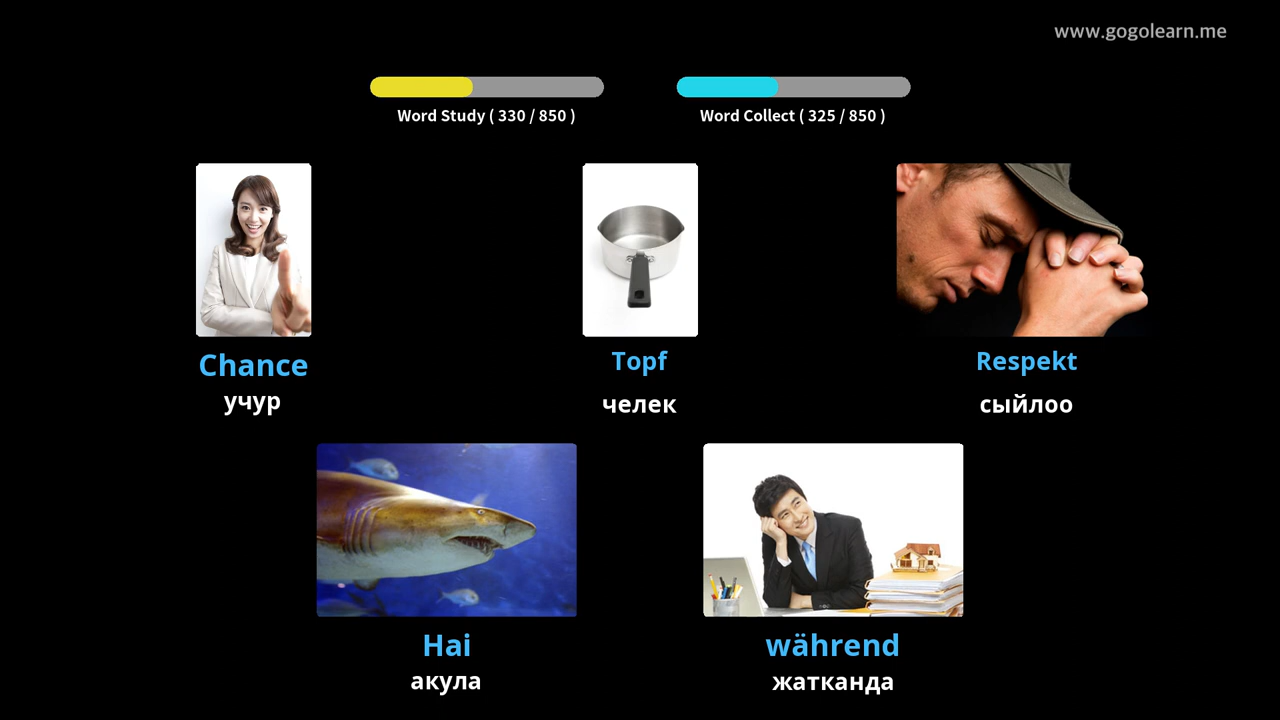 www.gogolearn.me
Word Study ( 330 / 850 )
Word Collect ( 325 / 850 )
Chance
учур
Topf
челек
Respekt
сыйлоо
Hai
акула
während
жатканда